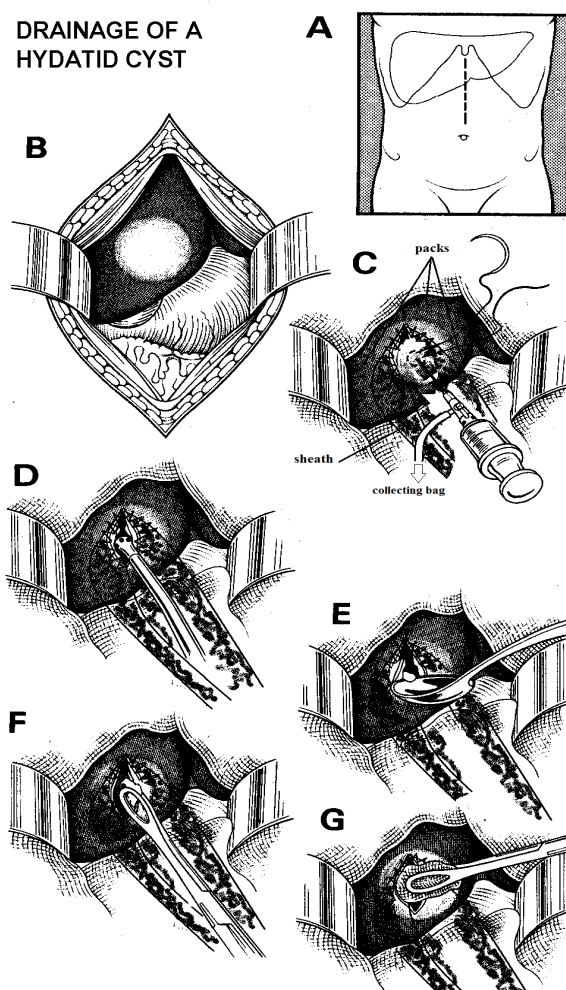 DRAINAGE OF A
HYDATID CYST
A
B
packs
C
sheath
collecting bag
D
E
F
G